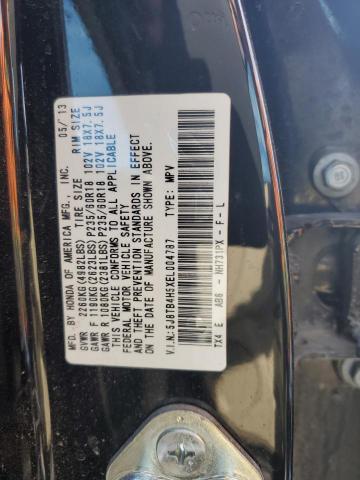 MFD. BY HONDA OF AMERICA MFG., INC. 05/13
TIRE SIZE RIM SIZE
GVWR 2260KG(4982LBS)
GAWR F 1190KG(2623LBS) P235/60R18 102V 18X7.5J
GAWR R 1080KG(2381LBS) P235/60R18 102V 18X7.5J
THIS VEHICLE CONFORMS TO ALL APPLICABLE
FEDERAL MOTOR VEHICLE SAFETY
AND THEFT PREVENTION STANDARDS IN EFFECT
ON THE DATE OF MANUFACTURE SHOWN ABOVE.
V.I.N.:5J8TB4H5XEL004787 TYPE: MPV
TX4 E AB6 - NH731PX - F - L